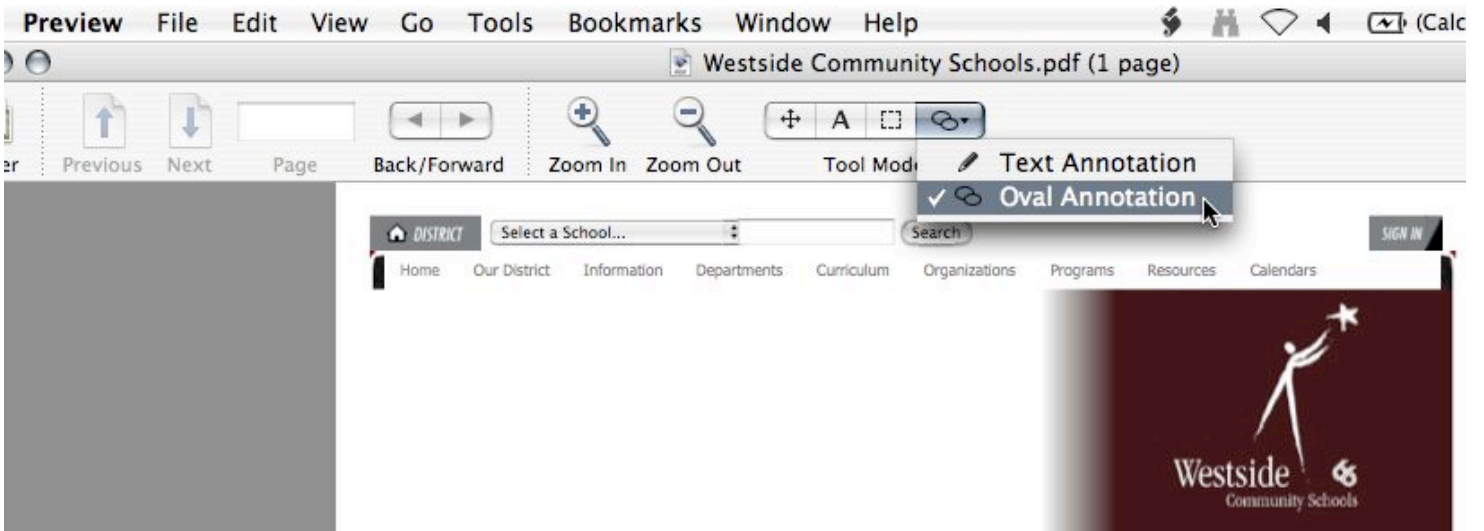 Preview File Edit View Go Tools Bookmarks Window Help (Calc
Westside Community Schools.pdf (1 page)
A
er Previous Next Page Back/Forward Zoom In Zoom Out Tool Mod
Text Annotation
Oval Annotation
DISTRICT Select a School... Search SIGN IN
Home Our District Information Departments Curriculum Organizations Programs Resources Calendars
Westside 66
Community Schools